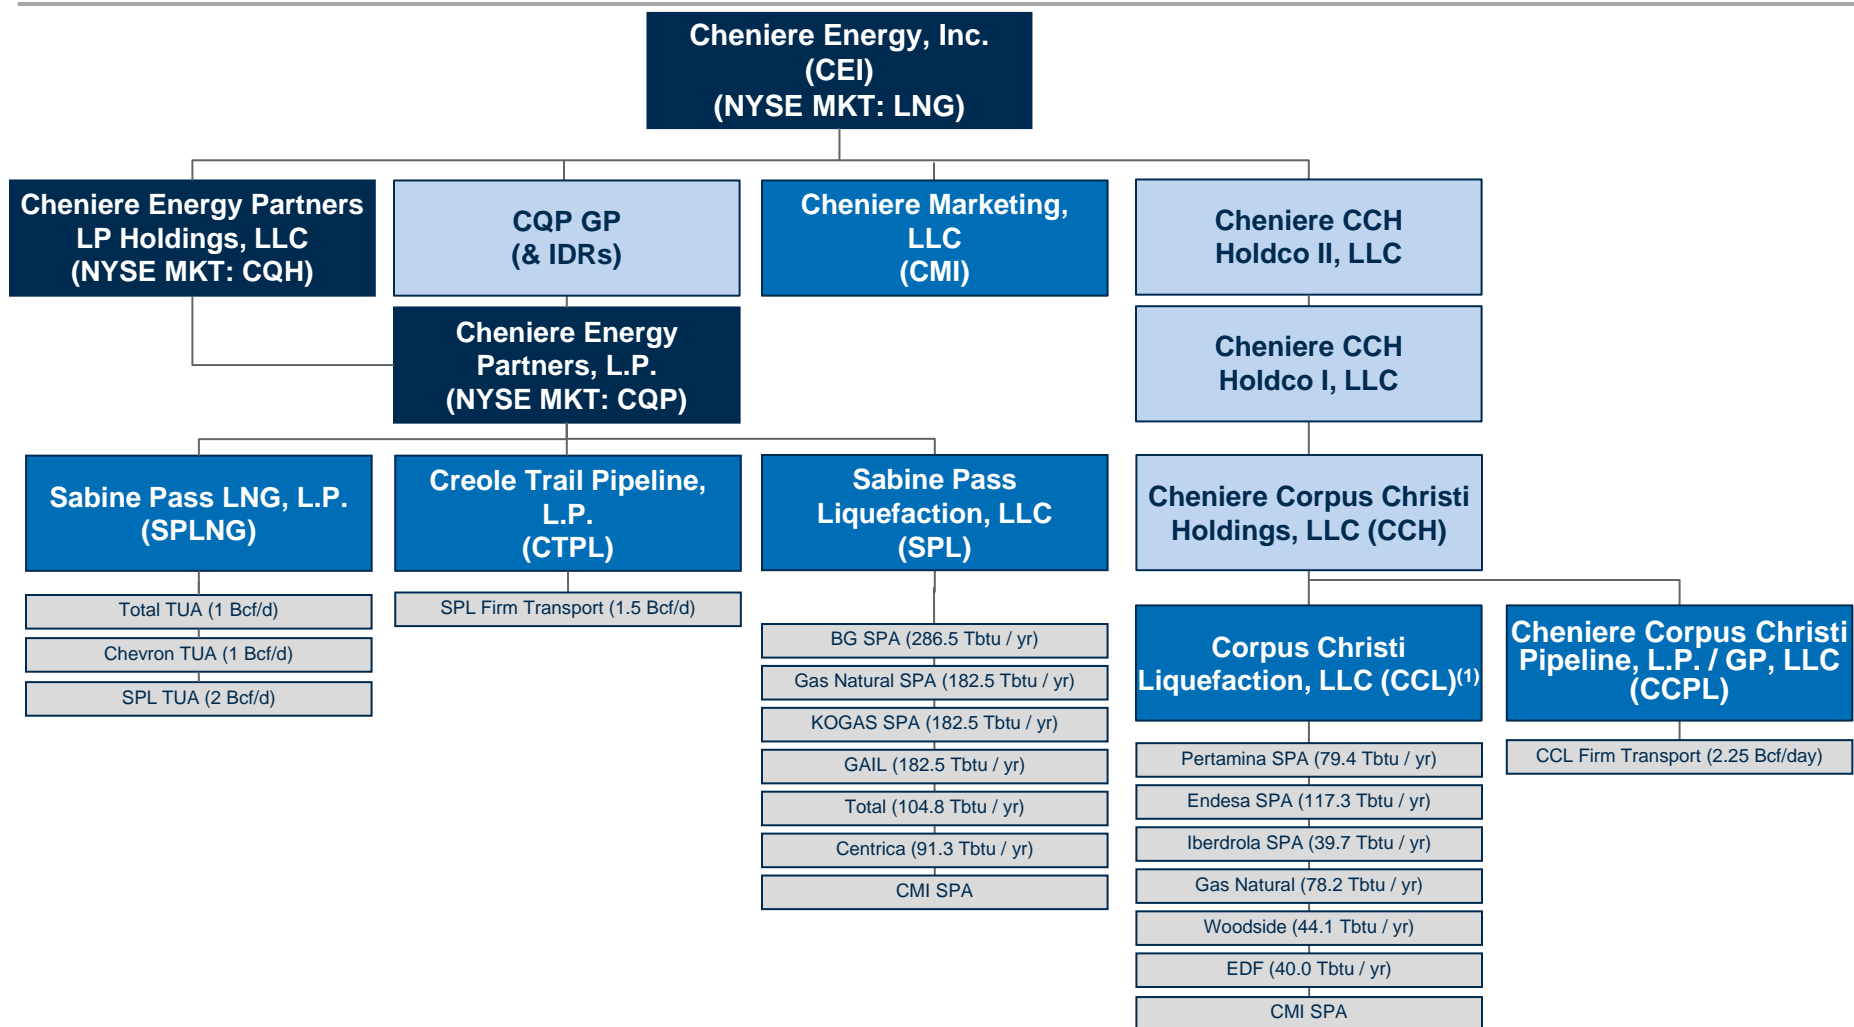 Cheniere Energy, Inc.
(CEI)
(NYSE MKT: LNG)
Cheniere Energy Partners
LP Holdings, LLC
(NYSE MKT: CQH)
CQP GP
(& IDRs)
Cheniere Marketing,
LLC
(CMI)
Cheniere CCH
Holdco II, LLC
Cheniere Energy
Partners, L.P.
(NYSE MKT: CQP)
Cheniere CCH
Holdco I, LLC
Sabine Pass LNG, L.P.
(SPLNG)
Creole Trail Pipeline,
L.P.
(CTPL)
Sabine Pass
Liquefaction, LLC
(SPL)
Cheniere Corpus Christi
Holdings, LLC (CCH)
Total TUA (1 Bcf/d)
Chevron TUA (1 Bcf/d)
SPL TUA (2 Bcf/d)
SPL Firm Transport (1.5 Bcf/d)
BG SPA (286.5 Tbtu / yr)
Gas Natural SPA (182.5 Tbtu / yr)
KOGAS SPA (182.5 Tbtu / yr)
GAIL (182.5 Tbtu / yr)
Total (104.8 Tbtu / yr)
Centrica (91.3 Tbtu / yr)
CMI SPA
Corpus Christi
Liquefaction, LLC (CCL)(1)
Pertamina SPA (79.4 Tbtu / yr)
Endesa SPA (117.3 Tbtu / yr)
Iberdrola SPA (39.7 Tbtu / yr)
Gas Natural (78.2 Tbtu / yr)
Woodside (44.1 Tbtu / yr)
EDF (40.0 Tbtu / yr)
CMI SPA
Cheniere Corpus Christi
Pipeline, L.P. / GP, LLC
(CCPL)
CCL Firm Transport (2.25 Bcf/day)